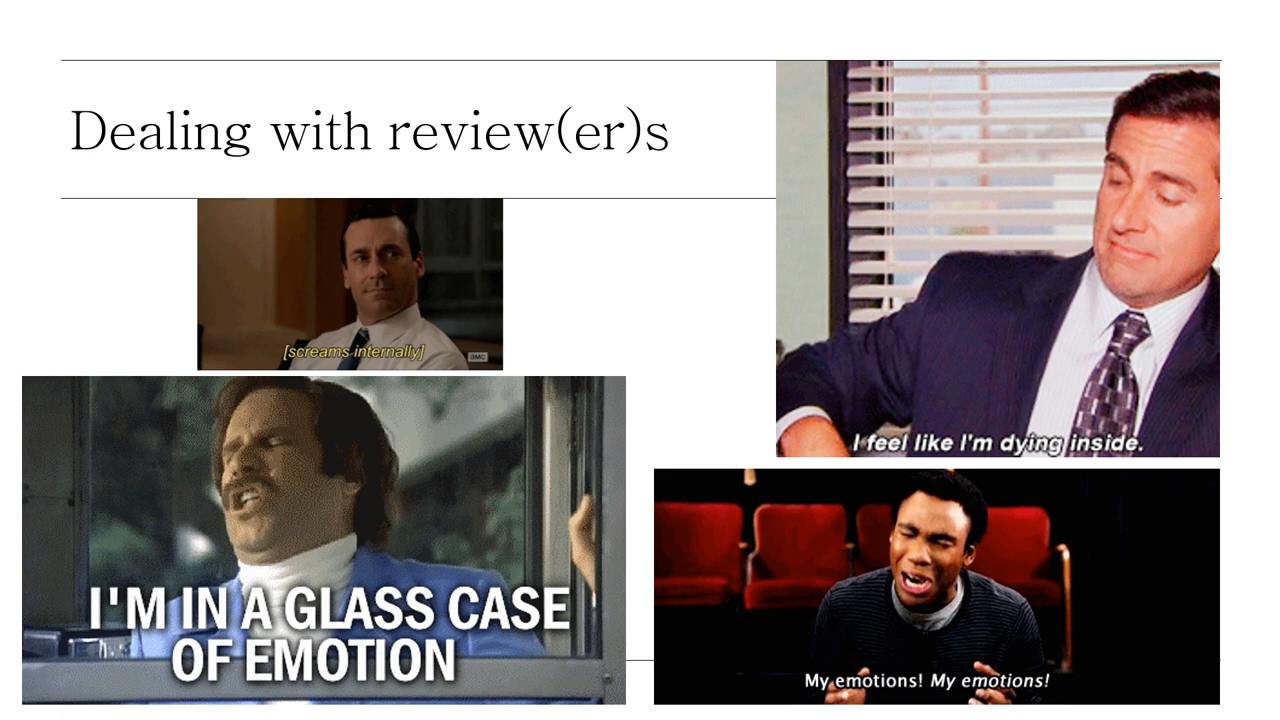 Dealing with review(er)s
[screams internally]
aMC
I feel like I'm dying inside.
I'M IN A GLASS CASE
OF EMOTION
My emotions! My emotions!